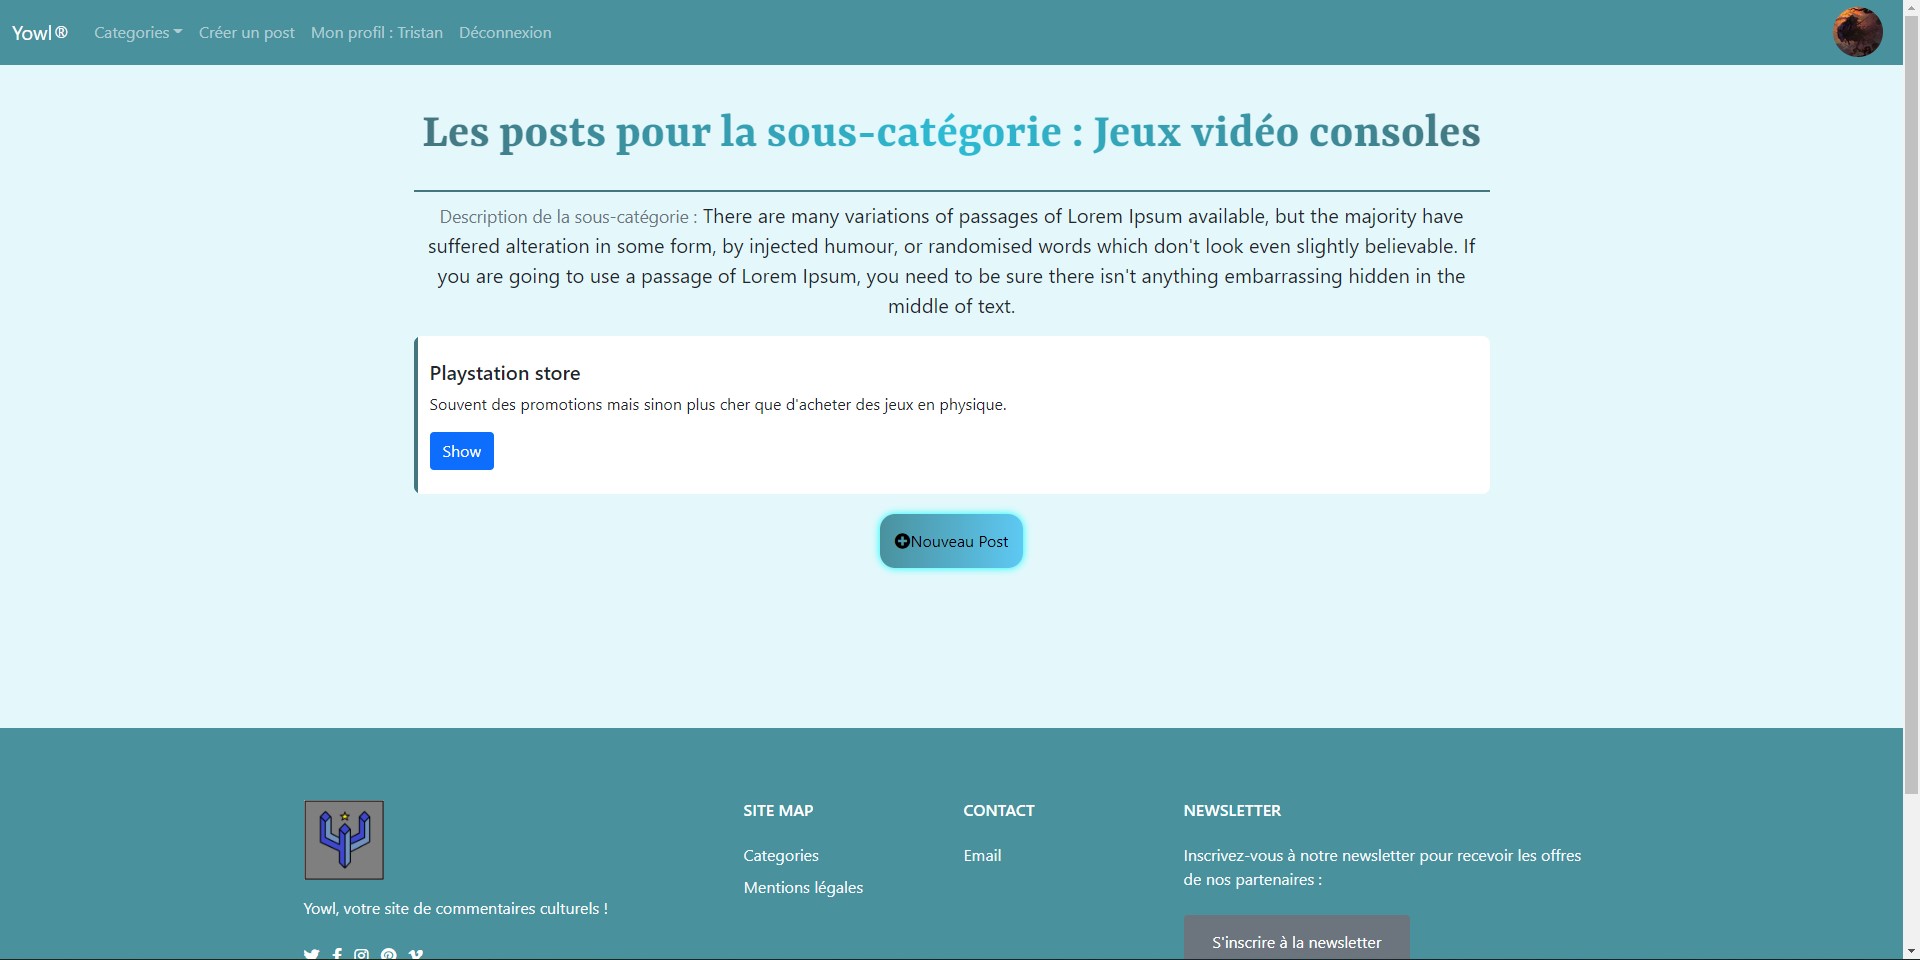 Yowl ® Categories Créer un post Mon profil : Tristan Déconnexion
Les posts pour la sous-catégorie : Jeux vidéo consoles
Description de la sous-catégorie : There are many variations of passages of Lorem Ipsum available, but the majority have
suffered alteration in some form, by injected humour, or randomised words which don't look even slightly believable. If
you are going to use a passage of Lorem Ipsum, you need to be sure there isn't anything embarrassing hidden in the
middle of text.
Playstation store
Souvent des promotions mais sinon plus cher que d'acheter des jeux en physique.
Show
Nouveau Post
Yowl, votre site de commentaires culturels !
SITE MAP
Categories
Mentions légales
CONTACT
Email
NEWSLETTER
Inscrivez-vous à notre newsletter pour recevoir les offres
de nos partenaires :
S'inscrire à la newsletter